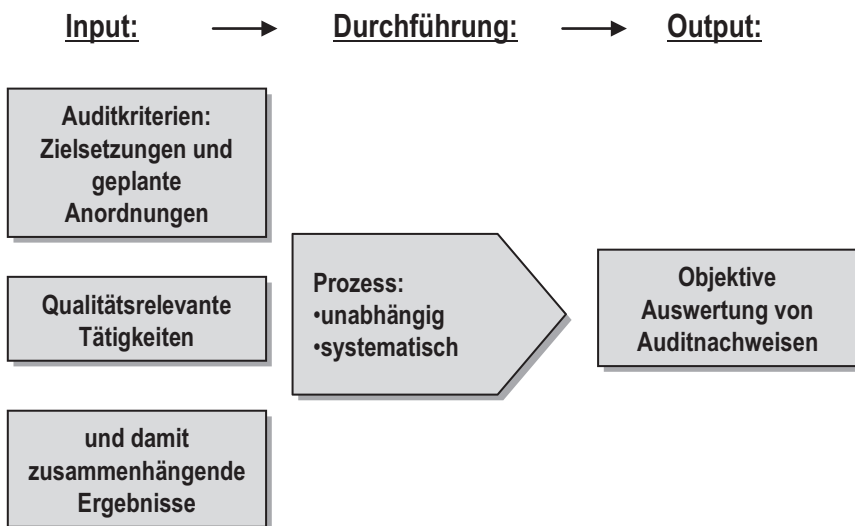 Input:
Durchführung:
Output:
Auditkriterien:
Zielsetzungen und
geplante
Anordnungen
Qualitätsrelevante
Tätigkeiten
und damit
zusammenhängende
Ergebnisse
Prozess:
•unabhängig
•systematisch
Objektive
Auswertung von
Auditnachweisen